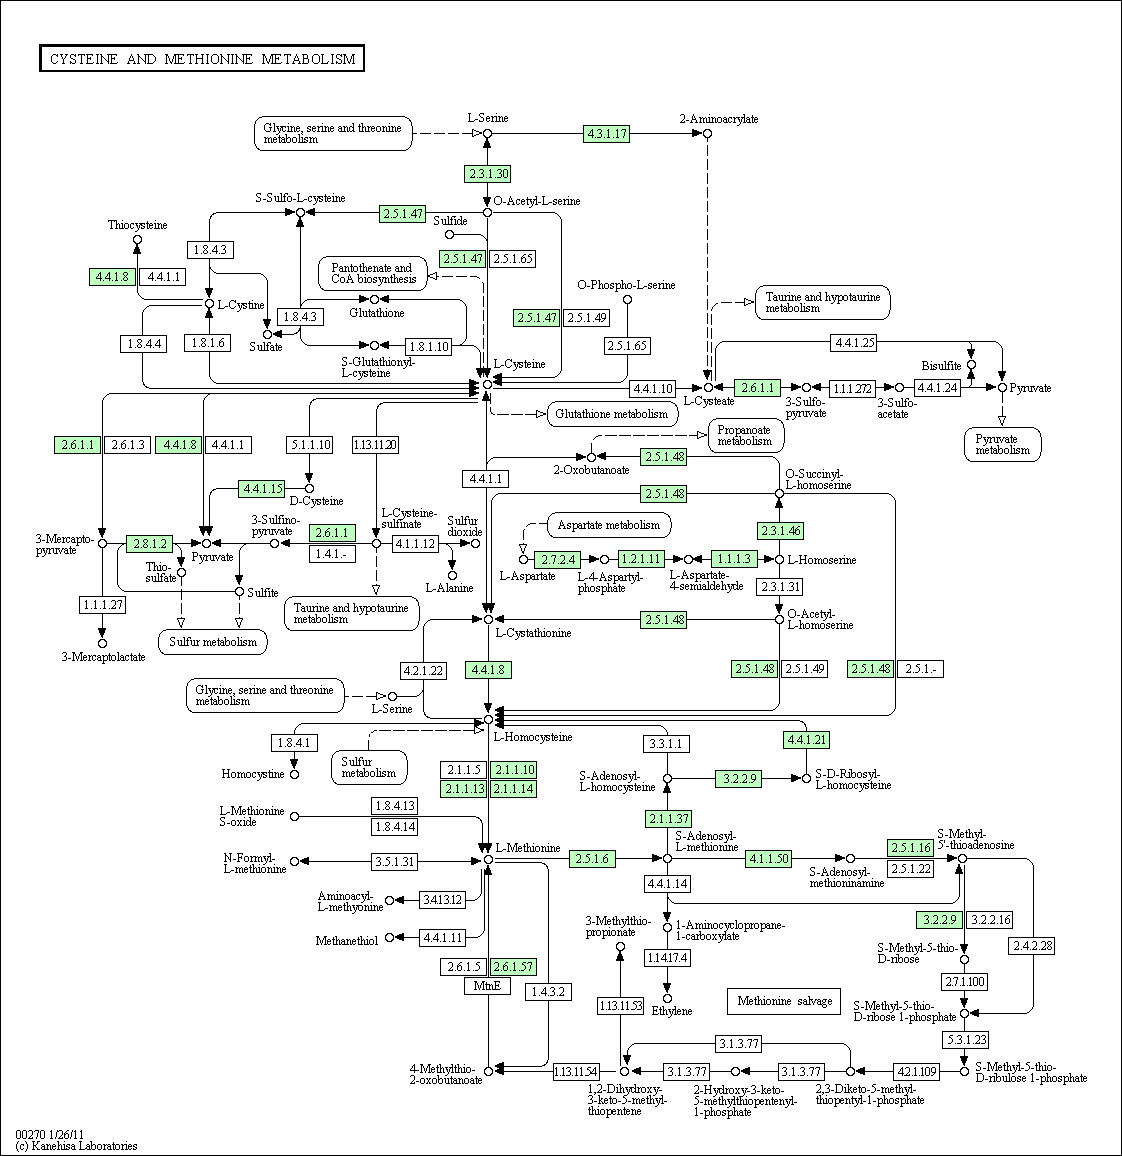 CYSTEINE AND METHIONINE METABOLISM
L-Serine
2-Aminoacrylate
Glycine, serine and threonine
metabolism
4.3.1.17
2.3.1.30
S-Sulfo-L-cysteine
O-Acetyl-L-serine
2.5.1.47
Sulfide
Thiocysteine
1.8.4.3
2.5.1.47
2.5.1.65
4.4.1.8
4.4.1.1
Pantothenate and
CoA biosynthesis
O-Phospho-L-serine
Taurine and hypotaurine
metabolism
L-Cystine
Glutathione
1.8.4.3
2.5.1.47
2.5.1.49
1.8.4.4
1.8.1.6
Sulfate
1.8.1.10
2.5.1.65
4.4.1.25
S-Glutathionyl-
L-cysteine
L-Cysteine
Bisulfite
4.4.1.10
L-Cysteate
2.6.1.1
3-Sulfo-
pyruvate
1.1.1.272
3-Sulfo-
acetate
4.4.1.24
Pyruvate
Glutathione metabolism
Propanoate
metabolism
Pyruvate
metabolism
2.6.1.1
2.6.1.3
4.4.1.8
4.4.1.1
5.1.1.10
1.13.11.20
2-Oxobutanoate
2.5.1.48
4.4.1.1
O-Succinyl-
L-homoserine
4.4.1.15
D-Cysteine
2.5.1.48
3-Sulfino-
pyruvate
L-Cysteine-
sulfinate
Sulfur
dioxide
Aspartate metabolism
2.3.1.46
3-Mercapto-
pyruvate
2.8.1.2
Pyruvate
2.6.1.1
1.4.1.-
4.1.1.12
L-Aspartate
2.7.2.4
L-4-Aspartyl-
phosphate
1.2.1.11
L-Aspartate-
4-semialdehyde
1.1.1.3
L-Homoserine
Thio-
sulfate
Sulfite
L-Alanine
2.3.1.31
1.1.1.27
Taurine and hypotaurine
metabolism
O-Acetyl-
L-homoserine
Sulfur metabolism
2.5.1.48
L-Cystathionine
3-Mercaptolactate
4.2.1.22
4.4.1.8
2.5.1.48
2.5.1.49
2.5.1.48
2.5.1.-
Glycine, serine and threonine
metabolism
L-Serine
L-Homocysteine
1.8.4.1
3.3.1.1
4.4.1.21
Homocystine
Sulfur
metabolism
2.1.1.5
2.1.1.10
2.1.1.13
2.1.1.14
S-Adenosyl-
L-homocysteine
3.2.2.9
S-D-Ribosyl-
L-homocysteine
L-Methionine
S-oxide
1.8.4.13
1.8.4.14
2.1.1.37
L-Methionine
S-Adenosyl-
L-methionine
S-Methyl-
5'-thioadenosine
N-Formyl-
L-methionine
3.5.1.31
2.5.1.6
4.1.1.50
2.5.1.16
2.5.1.22
S-Adenosyl-
methioninamine
Aminoacyl-
L-methyonine
3.4.13.12
4.4.1.14
3-Methylthio-
propionate
1-Aminocyclopropane-
1-carboxylate
3.2.2.9
3.2.2.16
Methanethiol
4.4.1.11
2.4.2.28
S-Methyl-5-thio-
D-ribose
2.6.1.5
2.6.1.57
MtnE
1.14.17.4
2.7.1.100
1.4.3.2
1.13.11.53
Ethylene
Methionine salvage
S-Methyl-5-thio-
D-ribose 1-phosphate
5.3.1.23
3.1.3.77
4-Methylthio-
2-oxobutanoate
1.13.11.54
3.1.3.77
3.1.3.77
4.2.1.109
S-Methyl-5-thio-
D-ribulose 1-phosphate
1,2-Dihydroxy-
3-keto-5-methyl-
thiopentene
2-Hydroxy-3-keto-
5-methylthiopentenyl-
1-phosphate
2,3-Diketo-5-methyl-
thiopentyl-1-phosphate
00270 1/26/11
(c) Kanehisa Laboratories